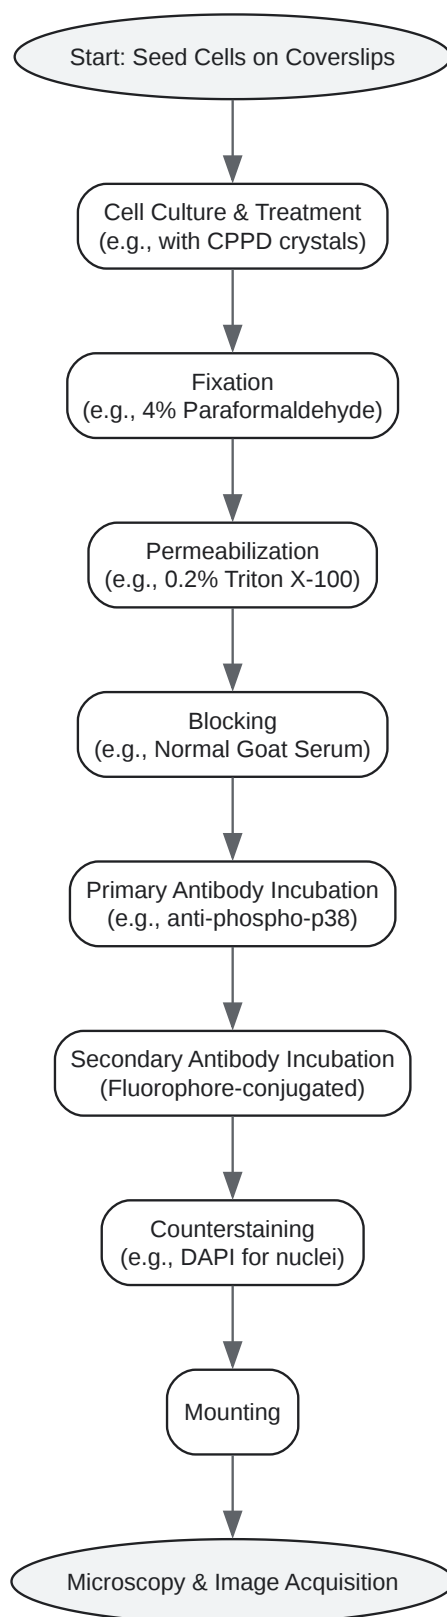 Start: Seed Cells on Coverslips
Cell Culture & Treatment
(e.g., with CPPD crystals)
Fixation
(e.g., 4% Paraformaldehyde)
Permeabilization
(e.g., 0.2% Triton X-100)
Blocking
(e.g., Normal Goat Serum)
Primary Antibody Incubation
(e.g., anti-phospho-p38)
Secondary Antibody Incubation
(Fluorophore-conjugated)
Counterstaining
(e.g., DAPI for nuclei)
Mounting
Microscopy & Image Acquisition